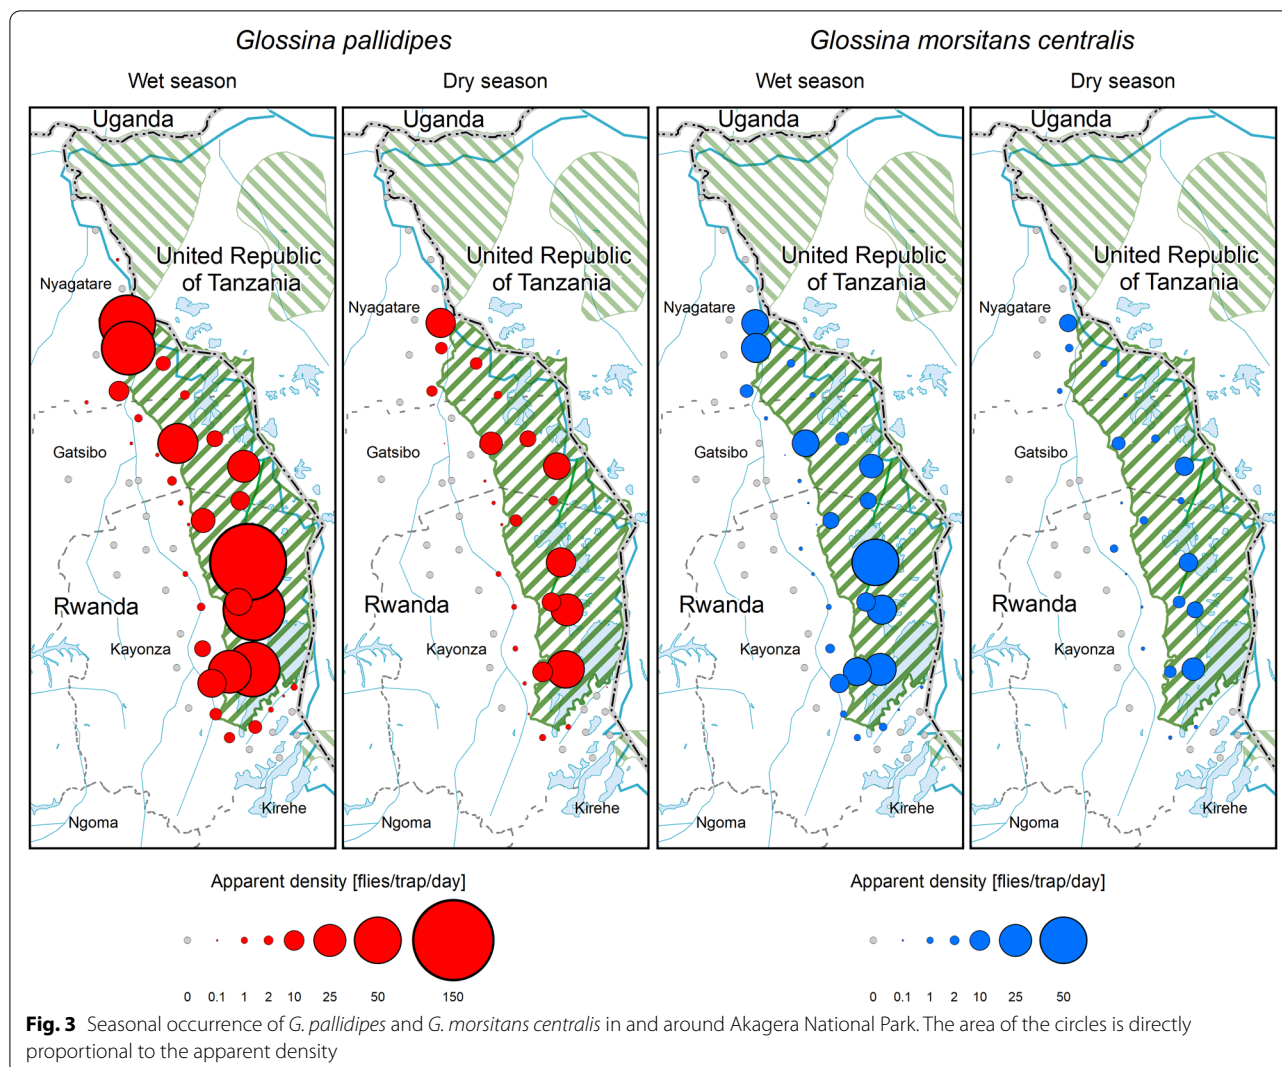 Glossina pallidipes
Glossina morsitans centralis
Wet season
Dry season
Wet season
Dry season
Uganda
United Republic
of Tanzania
Nyagatare
Gatsibo
Rwanda
Kayonza
Kirehe
Ngoma
Uganda
United Republic
of Tanzania
Nyagatare
Gatsibo
Rwanda
Kayonza
Kirehe
Ngoma
Uganda
United Republic
of Tanzania
Nyagatare
Gatsibo
Rwanda
Kayonza
Kirehe
Ngoma
Uganda
United Republic
of Tanzania
Nyagatare
Gatsibo
Rwanda
Kayonza
Kirehe
Ngoma
Apparent density [flies/trap/day]
0 0.1 1 2 10 25 50 150
Apparent density [flies/trap/day]
0 0.1 1 2 10 25 50
Fig. 3 Seasonal occurrence of G. pallidipes and G. morsitans centralis in and around Akagera National Park. The area of the circles is directly
proportional to the apparent density